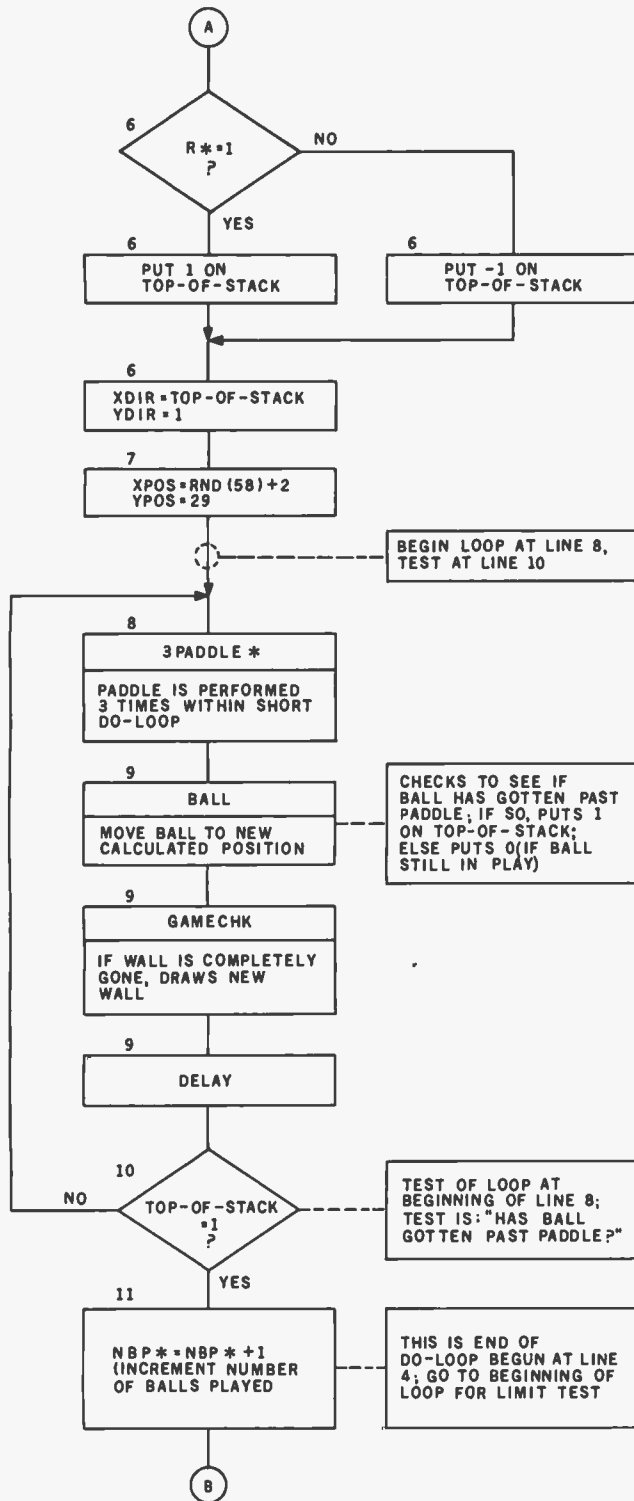 A
6
R*=1
?
NO
YES
6
PUT 1 ON
TOP-OF-STACK
6
PUT -1 ON
TOP-OF-STACK
6
XDIR=TOP-OF-STACK
YDIR=1
7
XPOS=RND(58)+2
YPOS=29
BEGIN LOOP AT LINE 8,
TEST AT LINE 10
8
3PADDLE*
PADDLE IS PERFORMED
3 TIMES WITHIN SHORT
DO-LOOP
9
BALL
MOVE BALL TO NEW
CALCULATED POSITION
CHECKS TO SEE IF
BALL HAS GOTTEN PAST
PADDLE; IF SO, PUTS 1
ON TOP-OF-STACK;
ELSE PUTS 0(IF BALL
STILL IN PLAY)
9
GAMECHK
IF WALL IS COMPLETELY
GONE, DRAWS NEW
WALL
9
DELAY
10
NO
TOP-OF-STACK
=1
?
YES
TEST OF LOOP AT
BEGINNING OF LINE 8;
TEST IS: "HAS BALL
GOTTEN PAST PADDLE?"
11
NBP*=NBP*+1
(INCREMENT NUMBER
OF BALLS PLAYED
THIS IS END OF
DO-LOOP BEGUN AT LINE
4; GO TO BEGINNING OF
LOOP FOR LIMIT TEST
B